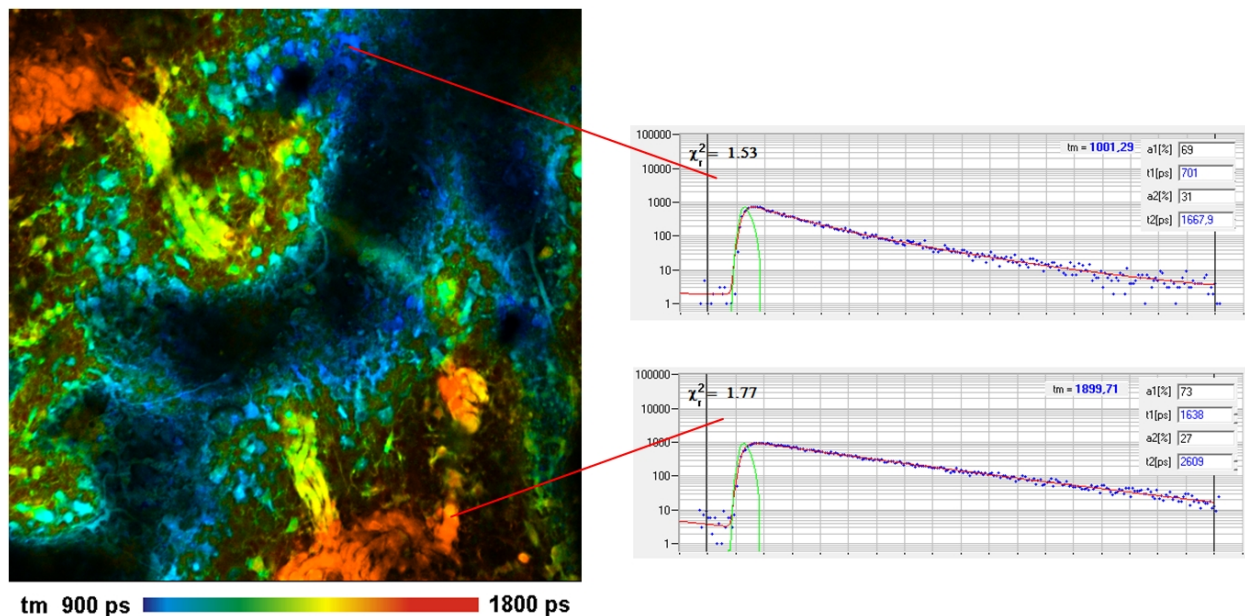 100000
10000
1000
100
10
1
χr2= 1.53
tm = 1001,29
a1[%] 69
t1[ps] 701
a2[%] 31
t2[ps] 1667,9
100000
10000
1000
100
10
1
χr2= 1.77
tm = 1899,71
a1[%] 73
t1[ps] 1638
a2[%] 27
t2[ps] 2609
tm 900 ps 1800 ps